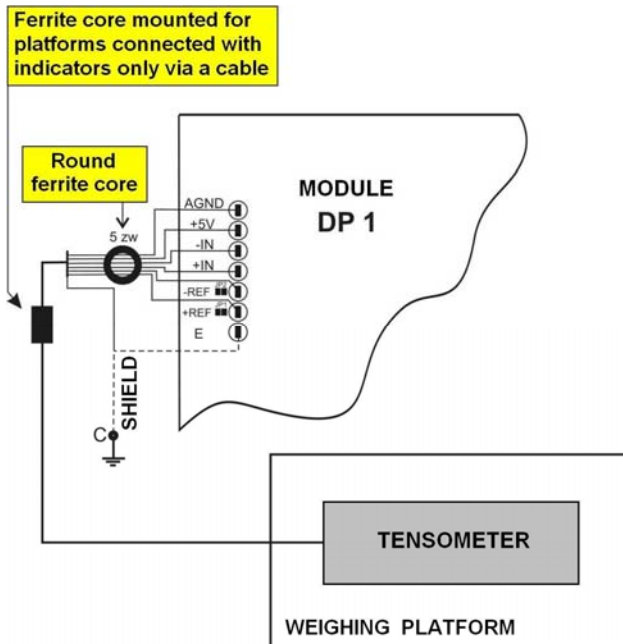 Ferrite core mounted for
platforms connected with
indicators only via a cable
Round
ferrite core
5 zw
MODULE
DP 1
AGND
+5V
-IN
+IN
-REF
+REF
E
SHIELD
C
TENSOMETER
WEIGHING PLATFORM